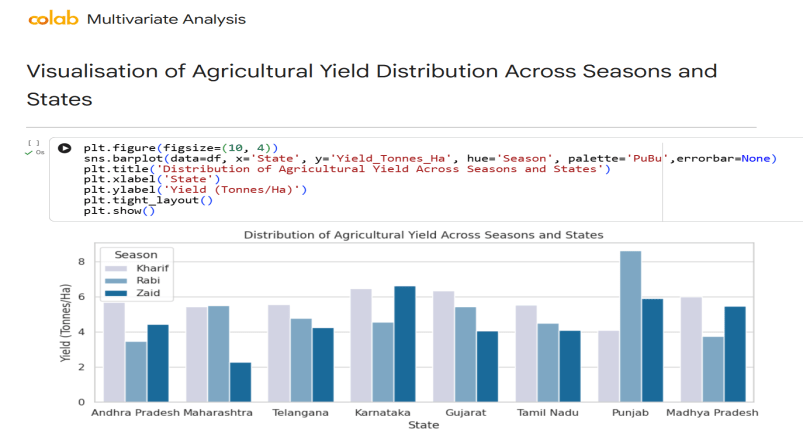 colab Multivariate Analysis
Visualisation of Agricultural Yield Distribution Across Seasons and
States
[ ]
✓ 0s
plt.figure(figsize=(10, 4))
sns.barplot(data=df, x='State', y='Yield_Tonnes_Ha', hue='Season', palette='PuBu',errorbar=None)
plt.title('Distribution of Agricultural Yield Across Seasons and States')
plt.xlabel('State')
plt.ylabel('Yield (Tonnes/Ha)')
plt.tight_layout()
plt.show()
Distribution of Agricultural Yield Across Seasons and States
Season
Kharif
Rabi
Zaid
Yield (Tonnes/Ha)
8
6
4
2
0
Andhra Pradesh Maharashtra Telangana Karnataka Gujarat Tamil Nadu Punjab Madhya Pradesh
State